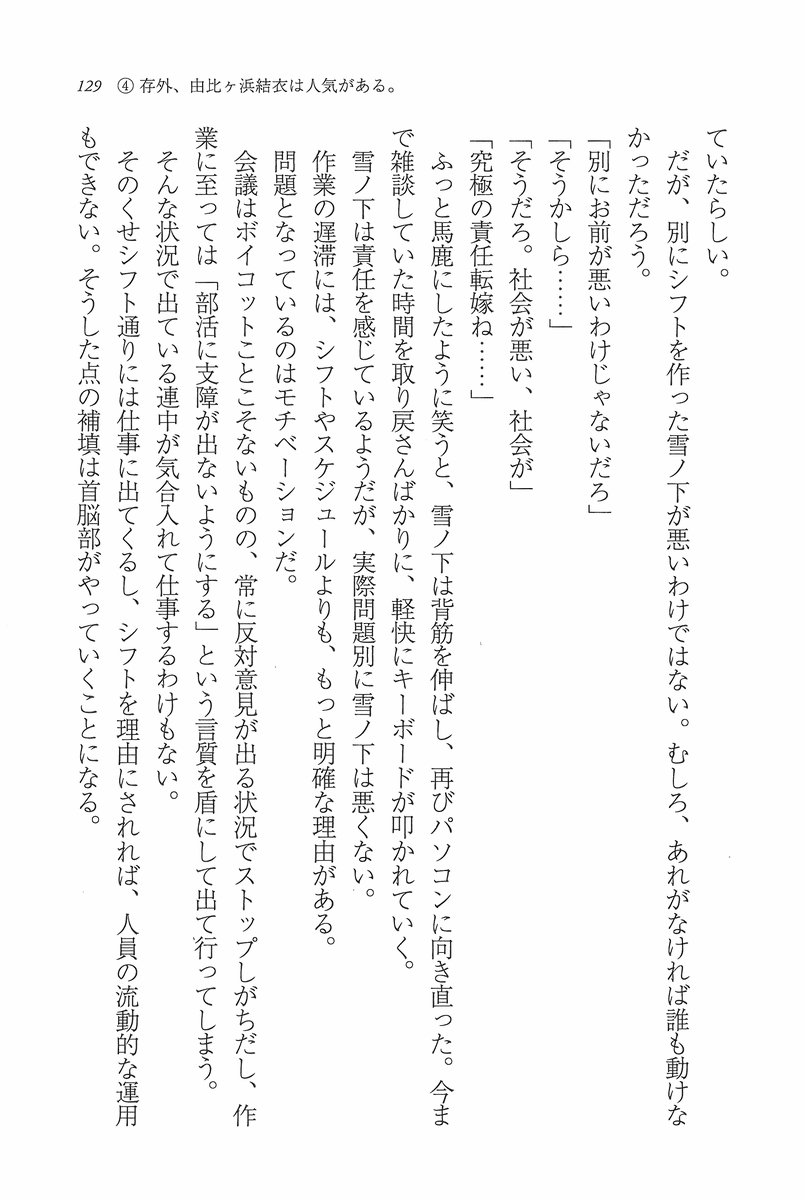 129 ④ 存外、由比ヶ浜結衣は人気がある。
ていたらしい。
だが、別にシフトを作った雪ノ下が悪いわけではない。むしろ、あれがなければ誰も動けな
かっただろう。
「別にお前が悪いわけじゃないだろ」
「そうかしら……」
「そうだろ。社会が悪い、社会が」
「究極の責任転嫁ね……」
ふっと馬鹿にしたように笑うと、雪ノ下は背筋を伸ばし、再びパソコンに向き直った。今ま
で雑談していた時間を取り戻さんばかりに、軽快にキーボードが叩かれていく。
雪ノ下は責任を感じているようだが、実際問題別に雪ノ下は悪くない。
作業の遅滞には、シフトやスケジュールよりも、もっと明確な理由がある。
問題となっているのはモチベーションだ。
会議はボイコットことこそないものの、常に反対意見が出る状況でストップしがちだし、作
業に至っては「部活に支障が出ないようにする」という言質を盾にして出て行ってしまう。
そんな状況で出ている連中が気合入れて仕事するわけもない。
そのくせシフト通りには仕事に出てくるし、シフトを理由にされれば、人員の流動的な運用
もできない。そうした点の補填は首脳部がやっていくことになる。